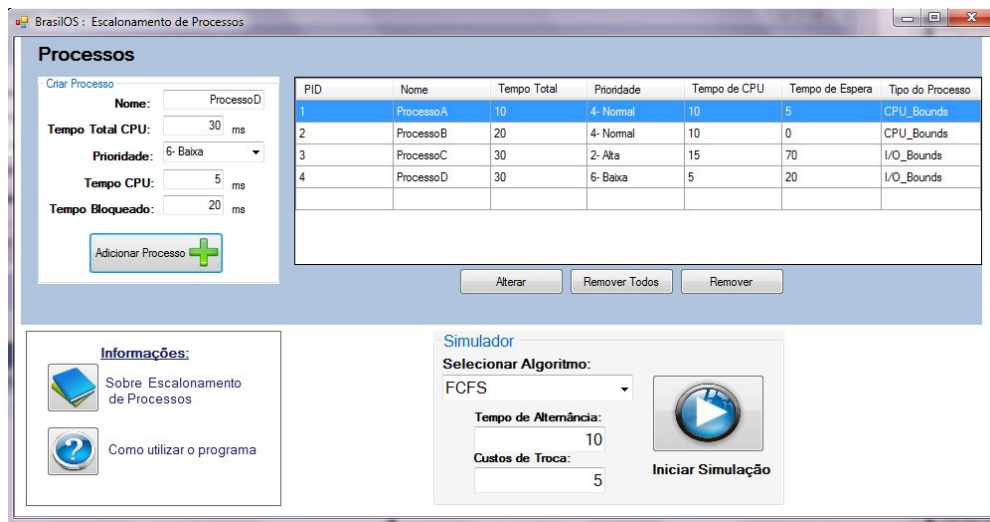 BrasilOS : Escalonamento de Processos
Processos
Criar Processo
Nome: ProcessoD
Tempo Total CPU: 30 ms
Prioridade: 6- Baixa
Tempo CPU: 5 ms
Tempo Bloqueado: 20 ms
Adicionar Processo
PID Nome Tempo Total Prioridade Tempo de CPU Tempo de Espera Tipo do Processo
1 ProcessoA 10 4- Normal 10 5 CPU_Bounds
2 ProcessoB 20 4- Normal 10 0 CPU_Bounds
3 ProcessoC 30 2- Alta 15 70 I/O_Bounds
4 ProcessoD 30 6- Baixa 5 20 I/O_Bounds
Alterar Remover Todos Remover
Informações:
Sobre Escalonamento
de Processos
Como utilizar o programa
Simulador
Selecionar Algoritmo:
FCFS
Tempo de Alternância:
10
Custos de Troca:
5
Iniciar Simulação